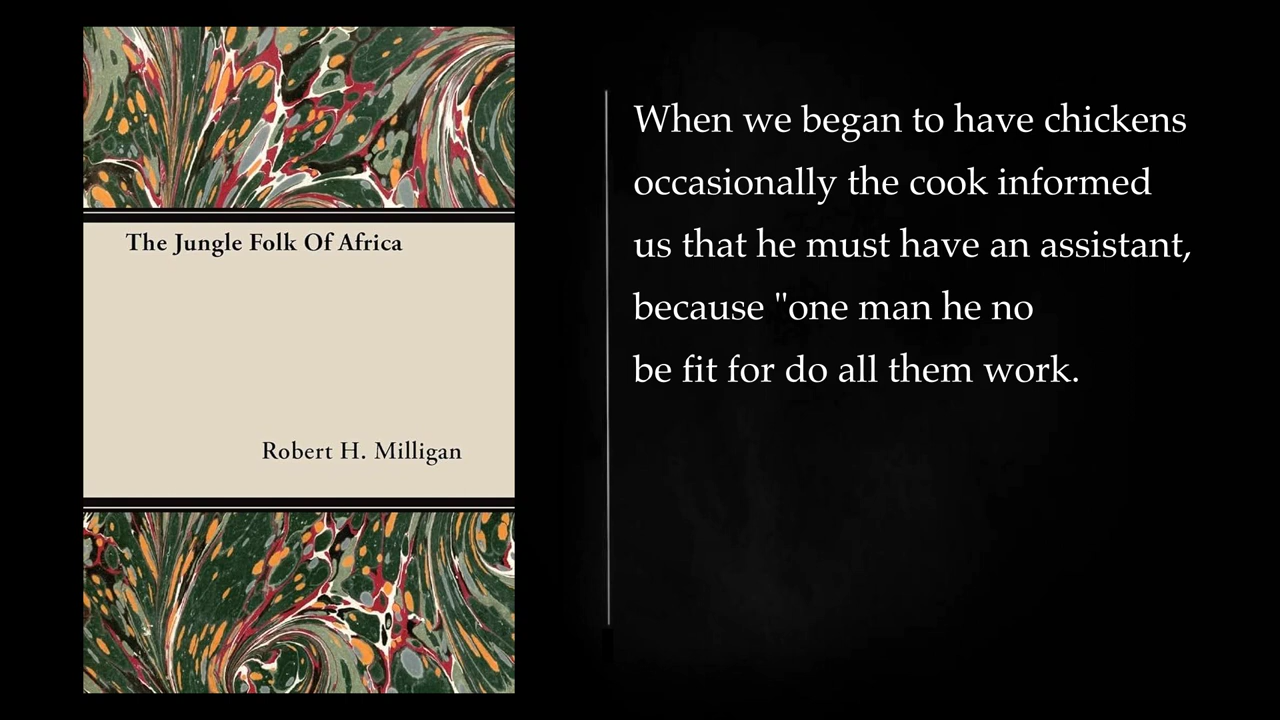 The Jungle Folk Of Africa
Robert H. Milligan
When we began to have chickens
occasionally the cook informed
us that he must have an assistant,
because "one man he no
be fit for do all them work.